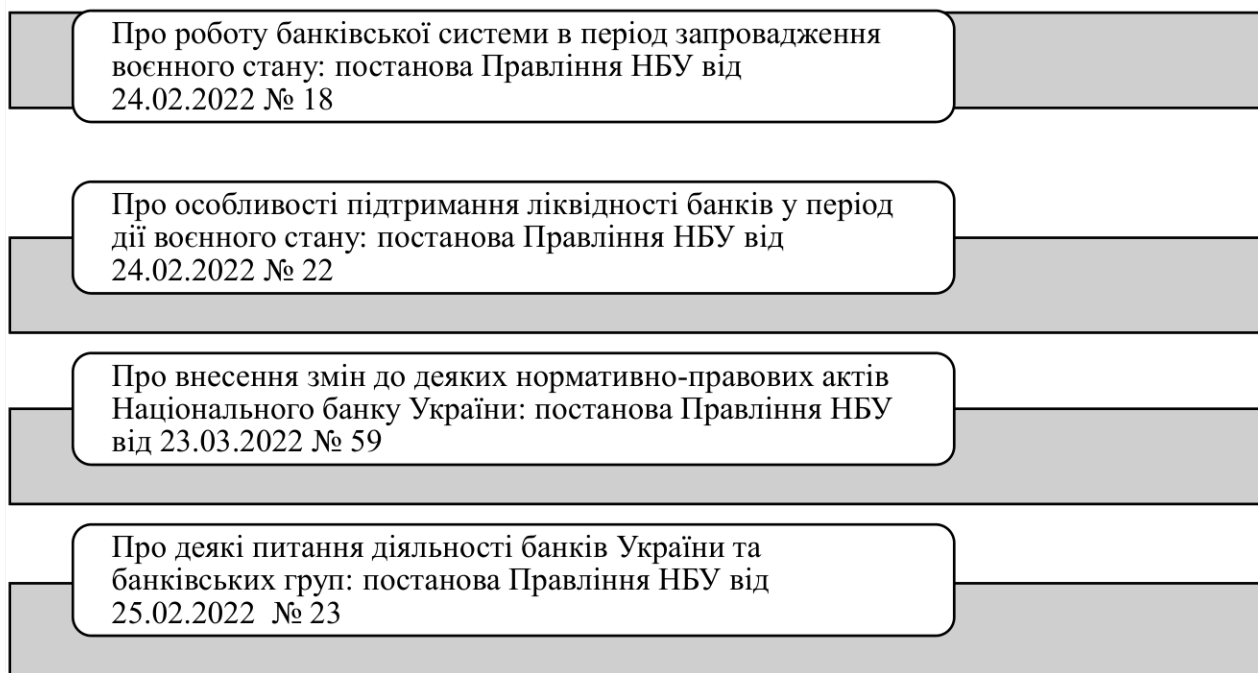 Про роботу банківської системи в період запровадження
воєнного стану: постанова Правління НБУ від
24.02.2022 № 18
Про особливості підтримання ліквідності банків у період
дії воєнного стану: постанова Правління НБУ від
24.02.2022 № 22
Про внесення змін до деяких нормативно-правових актів
Національного банку України: постанова Правління НБУ
від 23.03.2022 № 59
Про деякі питання діяльності банків України та
банківських груп: постанова Правління НБУ від
25.02.2022  № 23